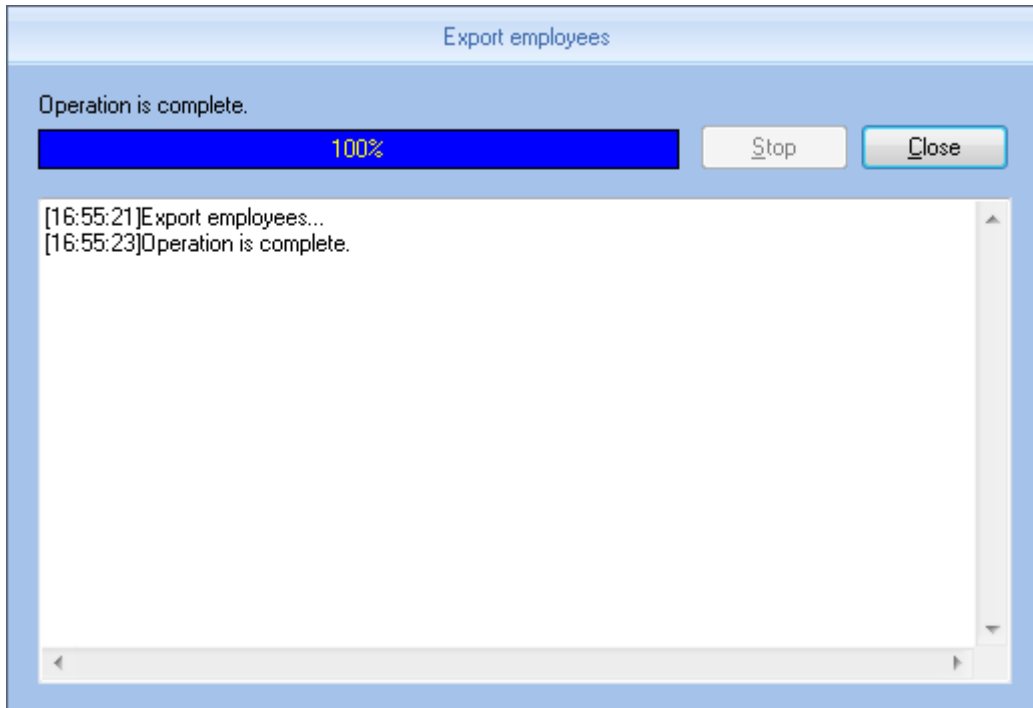 Export employees
Operation is complete.
100%
Stop
Close
[16:55:21]Export employees...
[16:55:23]Operation is complete.